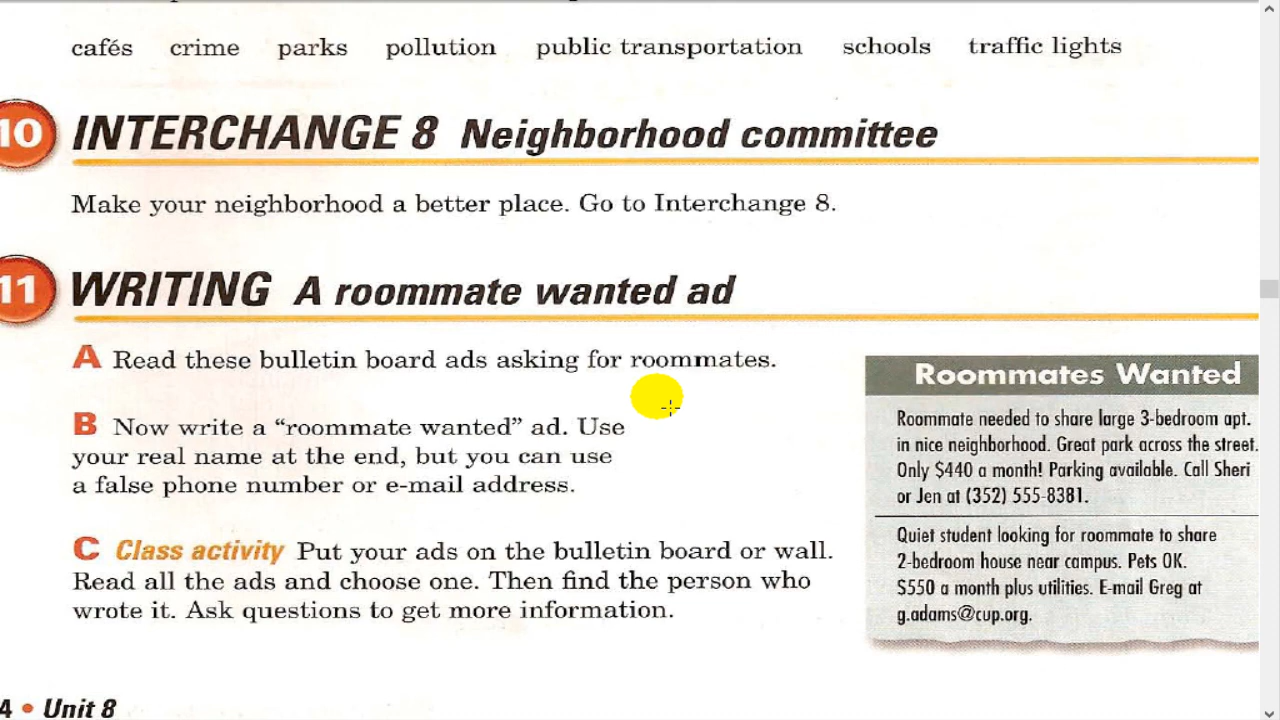 cafés crime parks pollution public transportation schools traffic lights
10 INTERCHANGE 8 Neighborhood committee
Make your neighborhood a better place. Go to Interchange 8.
11 WRITING A roommate wanted ad
A Read these bulletin board ads asking for roommates.
B Now write a “roommate wanted” ad. Use
your real name at the end, but you can use
a false phone number or e-mail address.
C Class activity Put your ads on the bulletin board or wall.
Read all the ads and choose one. Then find the person who
wrote it. Ask questions to get more information.
Roommates Wanted
Roommate needed to share large 3-bedroom apt.
in nice neighborhood. Great park across the street.
Only $440 a month! Parking available. Call Sheri
or Jen at (352) 555-8381.
Quiet student looking for roommate to share
2-bedroom house near campus. Pets OK.
$550 a month plus utilities. E-mail Greg at
g.adams@cup.org.
4 • Unit 8